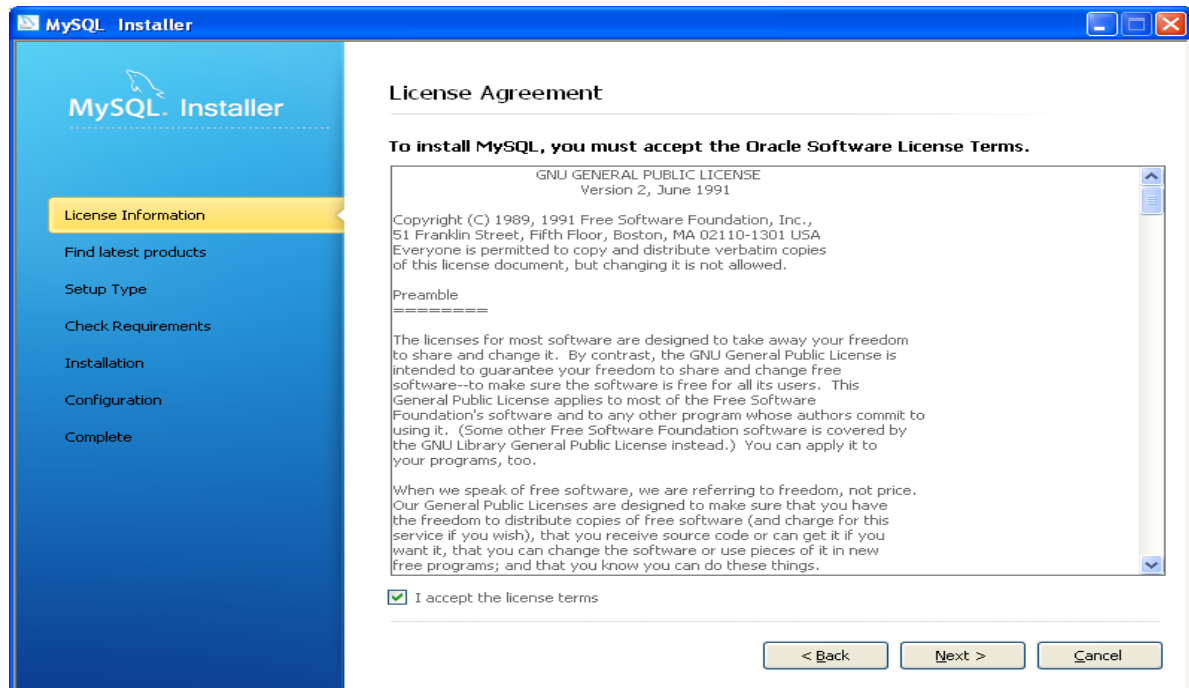 MySQL Installer
MySQL. Installer
License Information
Find latest products
Setup Type
Check Requirements
Installation
Configuration
Complete
License Agreement
To install MySQL, you must accept the Oracle Software License Terms.
GNU GENERAL PUBLIC LICENSE
Version 2, June 1991
Copyright (C) 1989, 1991 Free Software Foundation, Inc.,
51 Franklin Street, Fifth Floor, Boston, MA 02110-1301 USA
Everyone is permitted to copy and distribute verbatim copies
of this license document, but changing it is not allowed.
Preamble
========
The licenses for most software are designed to take away your freedom
to share and change it. By contrast, the GNU General Public License is
intended to guarantee your freedom to share and change free
software--to make sure the software is free for all its users. This
General Public License applies to most of the Free Software
Foundation's software and to any other program whose authors commit to
using it. (Some other Free Software Foundation software is covered by
the GNU Library General Public License instead.) You can apply it to
your programs, too.
When we speak of free software, we are referring to freedom, not price.
Our General Public Licenses are designed to make sure that you have
the freedom to distribute copies of free software (and charge for this
service if you wish), that you receive source code or can get it if you
want it, that you can change the software or use pieces of it in new
free programs; and that you know you can do these things.
I accept the license terms
< Back
Next >
Cancel